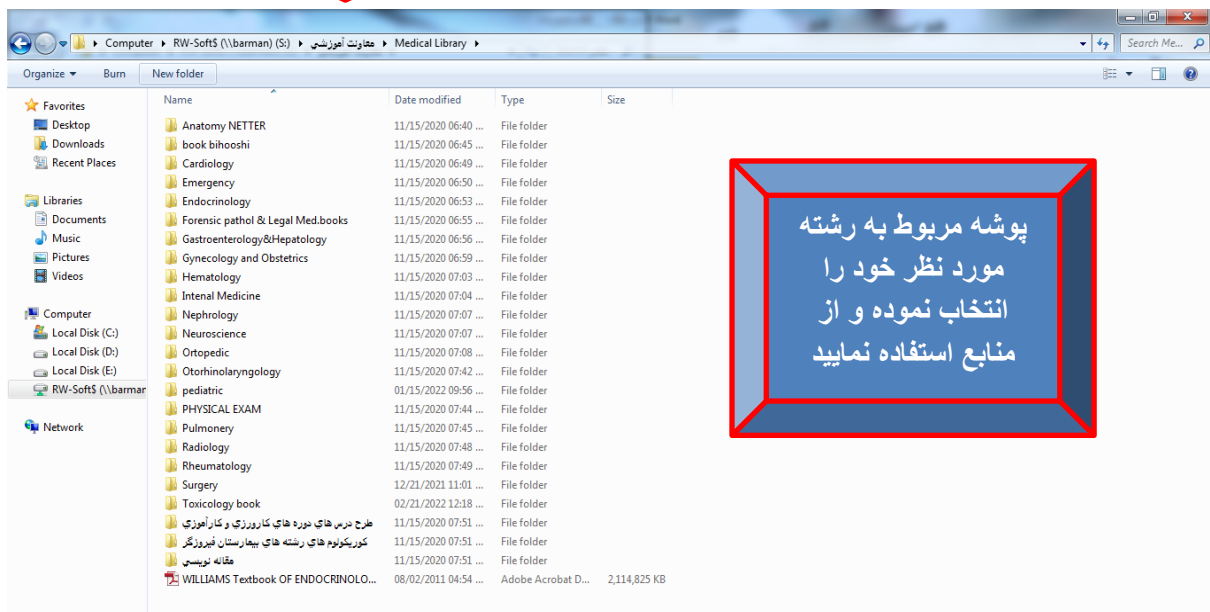 Computer ▸ RW-Soft$ (\\barman) (S:) ▸ معاونت آموزشي ▸ Medical Library ▸
Search Me...
Organize Burn New folder
Name Date modified Type Size
Favorites
Desktop
Downloads
Recent Places
Libraries
Documents
Music
Pictures
Videos
Computer
Local Disk (C:)
Local Disk (D:)
Local Disk (E:)
RW-Soft$ (\\barmar
Network
Anatomy NETTER 11/15/2020 06:40 ... File folder
book bihooshi 11/15/2020 06:45 ... File folder
Cardiology 11/15/2020 06:49 ... File folder
Emergency 11/15/2020 06:50 ... File folder
Endocrinology 11/15/2020 06:53 ... File folder
Forensic pathol & Legal Med.books 11/15/2020 06:55 ... File folder
Gastroenterology&Hepatology 11/15/2020 06:56 ... File folder
Gynecology and Obstetrics 11/15/2020 06:59 ... File folder
Hematology 11/15/2020 07:03 ... File folder
Intenal Medicine 11/15/2020 07:04 ... File folder
Nephrology 11/15/2020 07:07 ... File folder
Neuroscience 11/15/2020 07:07 ... File folder
Ortopedic 11/15/2020 07:08 ... File folder
Otorhinolaryngology 11/15/2020 07:42 ... File folder
pediatric 01/15/2022 09:56 ... File folder
PHYSICAL EXAM 11/15/2020 07:44 ... File folder
Pulmonery 11/15/2020 07:45 ... File folder
Radiology 11/15/2020 07:48 ... File folder
Rheumatology 11/15/2020 07:49 ... File folder
Surgery 12/21/2021 11:01 ... File folder
Toxicology book 02/21/2022 12:18 ... File folder
طرح درس هاي دوره هاي كارورزي و كارآموزي 11/15/2020 07:51 ... File folder
كوريكولوم هاي رشته هاي بيمارستان فيروزگر 11/15/2020 07:51 ... File folder
مقاله نويسي 11/15/2020 07:51 ... File folder
WILLIAMS Textbook OF ENDOCRINOLO... 08/02/2011 04:54 ... Adobe Acrobat D... 2,114,825 KB
پوشه مربوط به رشته
مورد نظر خود را
انتخاب نموده و از
منابع استفاده نمایید